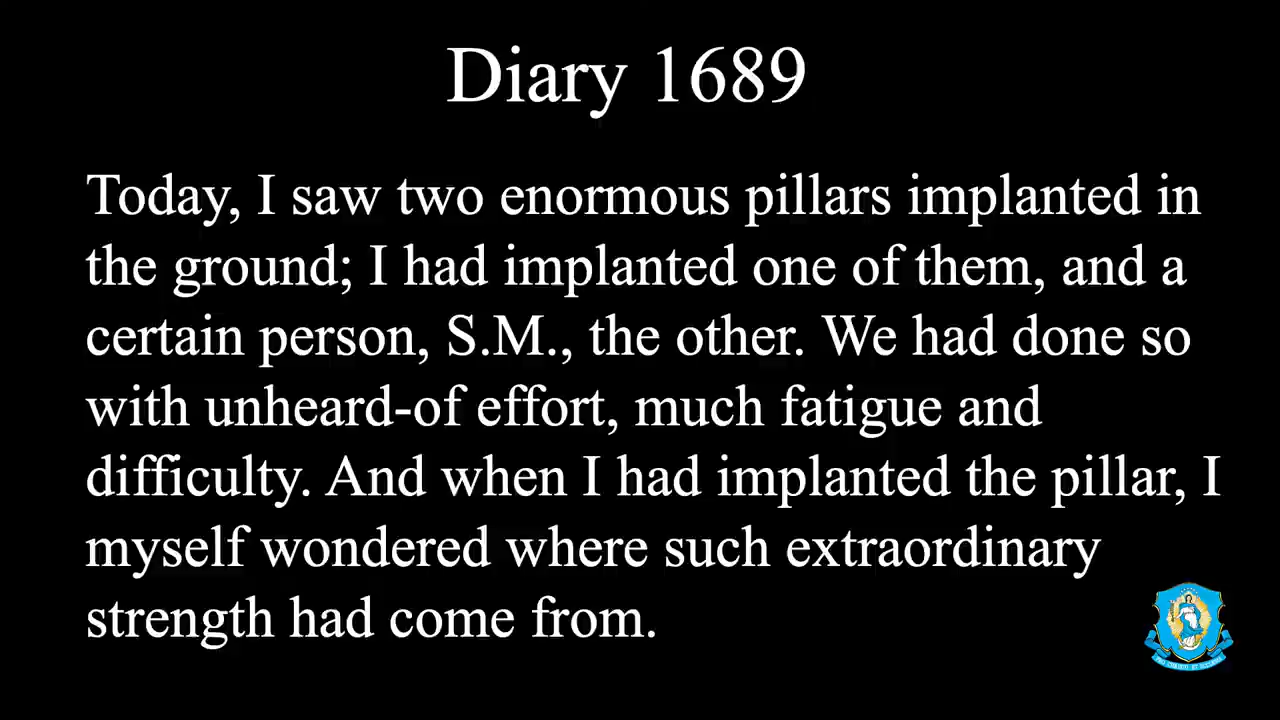 Diary 1689
Today, I saw two enormous pillars implanted in
the ground; I had implanted one of them, and a
certain person, S.M., the other. We had done so
with unheard-of effort, much fatigue and
difficulty. And when I had implanted the pillar, I
myself wondered where such extraordinary
strength had come from.